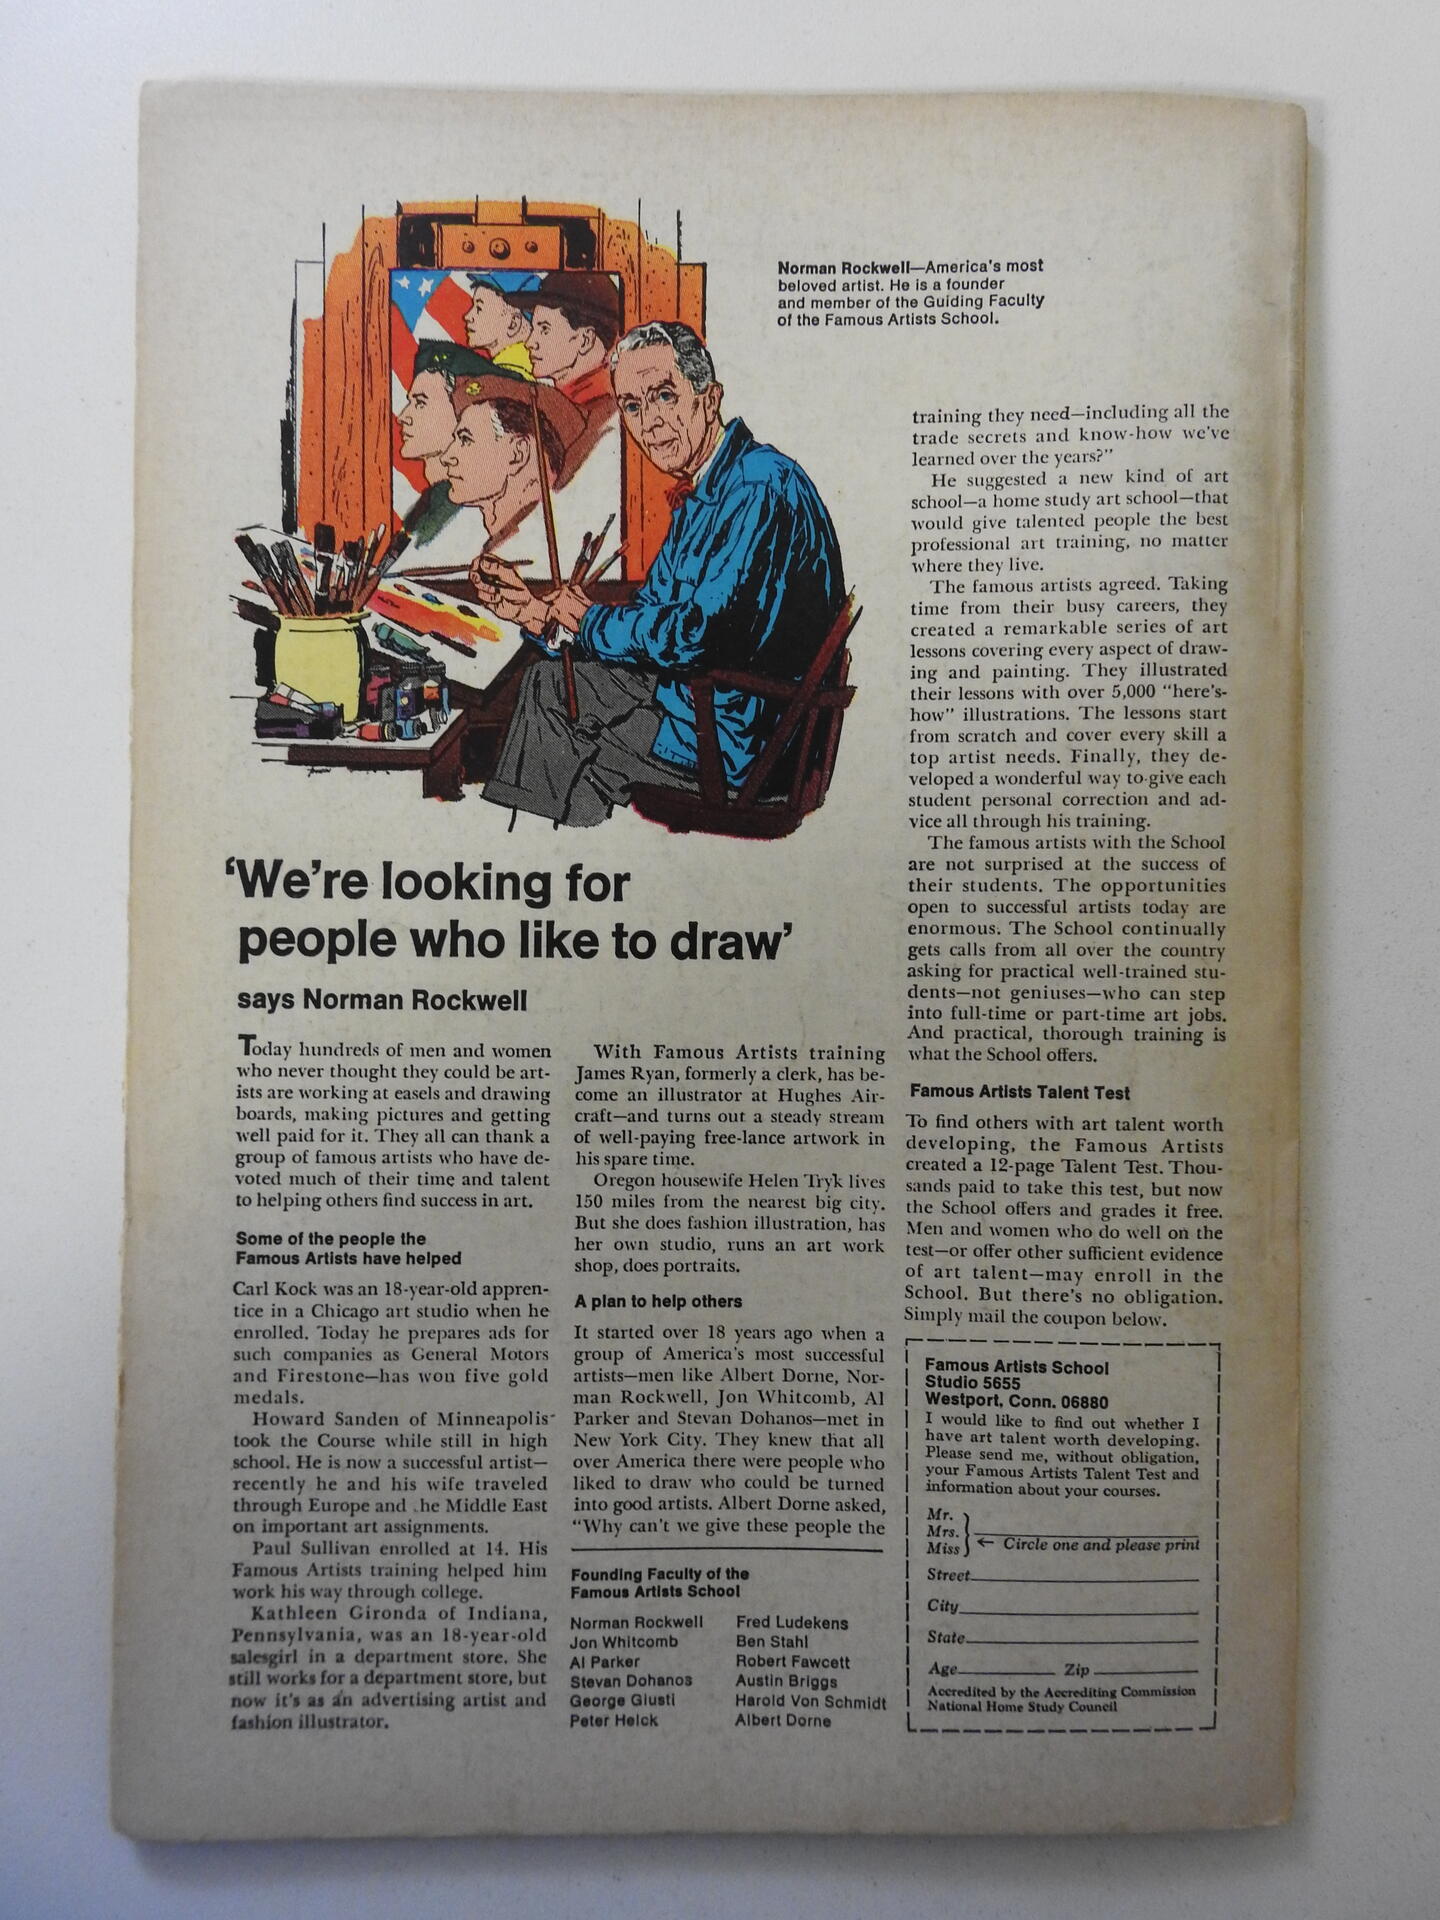 Norman Rockwell—America's most
beloved artist. He is a founder
and member of the Guiding Faculty
of the Famous Artists School.
'We're looking for
people who like to draw'
says Norman Rockwell
Today hundreds of men and women
who never thought they could be art-
ists are working at easels and drawing
boards, making pictures and getting
well paid for it. They all can thank a
group of famous artists who have de-
voted much of their time and talent
to helping others find success in art.
Some of the people the
Famous Artists have helped
Carl Kock was an 18-year-old appren-
tice in a Chicago art studio when he
enrolled. Today he prepares ads for
such companies as General Motors
and Firestone—has won five gold
medals.
Howard Sanden of Minneapolis
took the Course while still in high
school. He is now a successful artist—
recently he and his wife traveled
through Europe and he Middle East
on important art assignments.
Paul Sullivan enrolled at 14. His
Famous Artists training helped him
work his way through college.
Kathleen Gironda of Indiana,
Pennsylvania, was an 18-year-old
salesgirl in a department store. She
still works for a department store, but
now it's as an advertising artist and
fashion illustrator.
With Famous Artists training
James Ryan, formerly a clerk, has be-
come an illustrator at Hughes Air-
craft—and turns out a steady stream
of well-paying free-lance artwork in
his spare time.
Oregon housewife Helen Tryk lives
150 miles from the nearest big city.
But she does fashion illustration, has
her own studio, runs an art work
shop, does portraits.
A plan to help others
It started over 18 years ago when a
group of America's most successful
artists—men like Albert Dorne, Nor-
man Rockwell, Jon Whitcomb, Al
Parker and Stevan Dohanos—met in
New York City. They knew that all
over America there were people who
liked to draw who could be turned
into good artists. Albert Dorne asked,
"Why can't we give these people the
Founding Faculty of the
Famous Artists School
Norman Rockwell
Jon Whitcomb
Al Parker
Stevan Dohanos
George Giusti
Peter Helck
Fred Ludekens
Ben Stahl
Robert Fawcett
Austin Briggs
Harold Von Schmidt
Albert Dorne
training they need—including all the
trade secrets and know-how we've
learned over the years?"
He suggested a new kind of art
school—a home study art school—that
would give talented people the best
professional art training, no matter
where they live.
The famous artists agreed. Taking
time from their busy careers, they
created a remarkable series of art
lessons covering every aspect of draw-
ing and painting. They illustrated
their lessons with over 5,000 "here's-
how" illustrations. The lessons start
from scratch and cover every skill a
top artist needs. Finally, they de-
veloped a wonderful way to give each
student personal correction and ad-
vice all through his training.
The famous artists with the School
are not surprised at the success of
their students. The opportunities
open to successful artists today are
enormous. The School continually
gets calls from all over the country
asking for practical well-trained stu-
dents—not geniuses—who can step
into full-time or part-time art jobs.
And practical, thorough training is
what the School offers.
Famous Artists Talent Test
To find others with art talent worth
developing, the Famous Artists
created a 12-page Talent Test. Thou-
sands paid to take this test, but now
the School offers and grades it free.
Men and women who do well on the
test—or offer other sufficient evidence
of art talent—may enroll in the
School. But there's no obligation.
Simply mail the coupon below.
Famous Artists School
Studio 5655
Westport, Conn. 06880
I would like to find out whether I
have art talent worth developing.
Please send me, without obligation,
your Famous Artists Talent Test and
information about your courses.
Mr.
Mrs.
Miss ← Circle one and please print
Street
City
State
Age Zip
Accredited by the Accrediting Commission
National Home Study Council